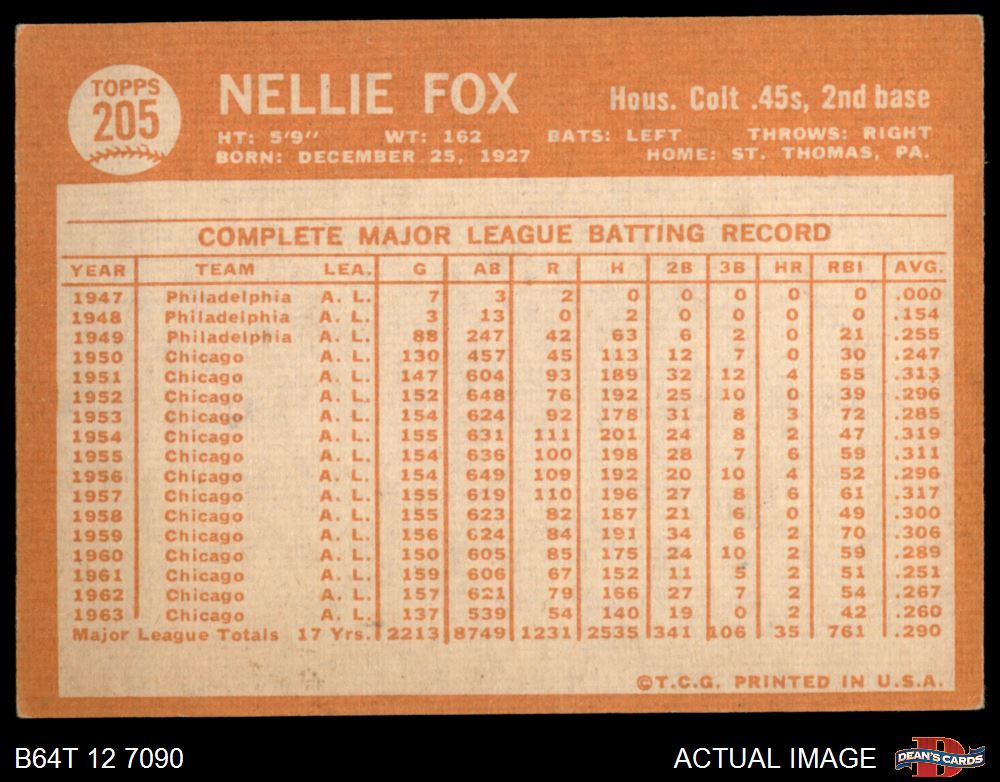 TOPPS
205
NELLIE FOX
Hous. Colt .45s, 2nd base
HT: 5'9" WT: 162 BATS: LEFT THROWS: RIGHT
BORN: DECEMBER 25, 1927 HOME: ST. THOMAS, PA.
COMPLETE MAJOR LEAGUE BATTING RECORD
YEAR TEAM LEA. G AB R H 2B 3B HR RBI AVG.
1947 Philadelphia A. L. 7 3 2 0 0 0 0 0 .000
1948 Philadelphia A. L. 3 13 0 2 0 0 0 0 .154
1949 Philadelphia A. L. 88 247 42 63 6 2 0 21 .255
1950 Chicago A. L. 130 457 45 113 12 7 0 30 .247
1951 Chicago A. L. 147 604 93 189 32 12 4 55 .313
1952 Chicago A. L. 152 648 76 192 25 10 0 39 .296
1953 Chicago A. L. 154 624 92 178 31 8 3 72 .285
1954 Chicago A. L. 155 631 111 201 24 8 2 47 .319
1955 Chicago A. L. 154 636 100 198 28 7 6 59 .311
1956 Chicago A. L. 154 649 109 192 20 10 4 52 .296
1957 Chicago A. L. 155 619 110 196 27 8 6 61 .317
1958 Chicago A. L. 155 623 82 187 21 6 0 49 .300
1959 Chicago A. L. 156 624 84 191 34 6 2 70 .306
1960 Chicago A. L. 150 605 85 175 24 10 2 59 .289
1961 Chicago A. L. 159 606 67 152 11 5 2 51 .251
1962 Chicago A. L. 157 621 79 166 27 7 2 54 .267
1963 Chicago A. L. 137 539 54 140 19 0 2 42 .260
Major League Totals 17 Yrs. 2213 8749 1231 2535 341 106 35 761 .290
©T.C.G. PRINTED IN U.S.A.
B64T 12 7090
ACTUAL IMAGE
D
DEAN'S CARDS